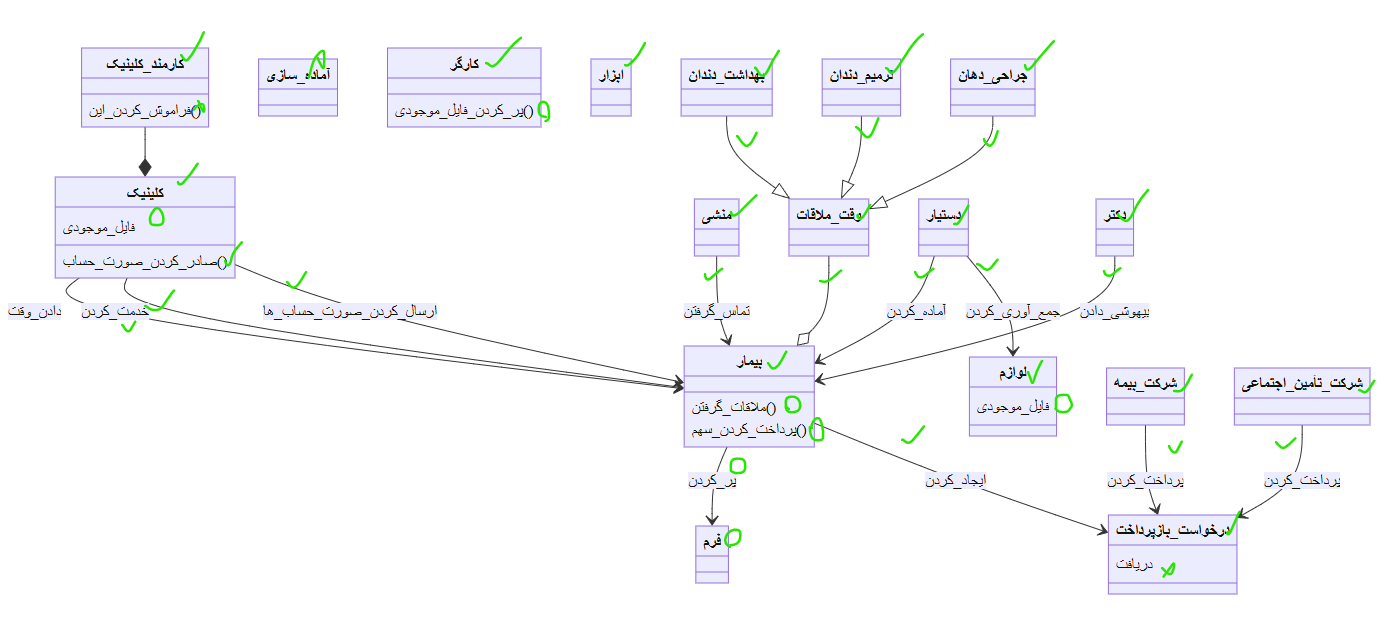 کارمند_کلینیک
فراموش_کردن_این()
آماده_سازی
کارگر
پر_کردن_فایل_موجودی()
ابزار
بهداشت_دندان
ترمیم_دندان
جراحی_دهان
کلینیک
فایل_موجودی
صادر_کردن_صورت_حساب()
منشی
وقت_ملاقات
دستیار
دکتر
دادن_وقت
خدمت_کردن
ارسال_کردن_صورت_حساب_ها
تماس_گرفتن
آماده_کردن
جمع_آوری_کردن
بیهوشی_دادن
بیمار
ملاقات_گرفتن()
پرداخت_کردن_سهم()
لوازم
فایل_موجودی
شرکت_بیمه
شرکت_تأمین_اجتماعی
پر_کردن
ایجاد_کردن
پرداخت_کردن
پرداخت_کردن
فرم
درخواست_بازپرداخت
دریافت